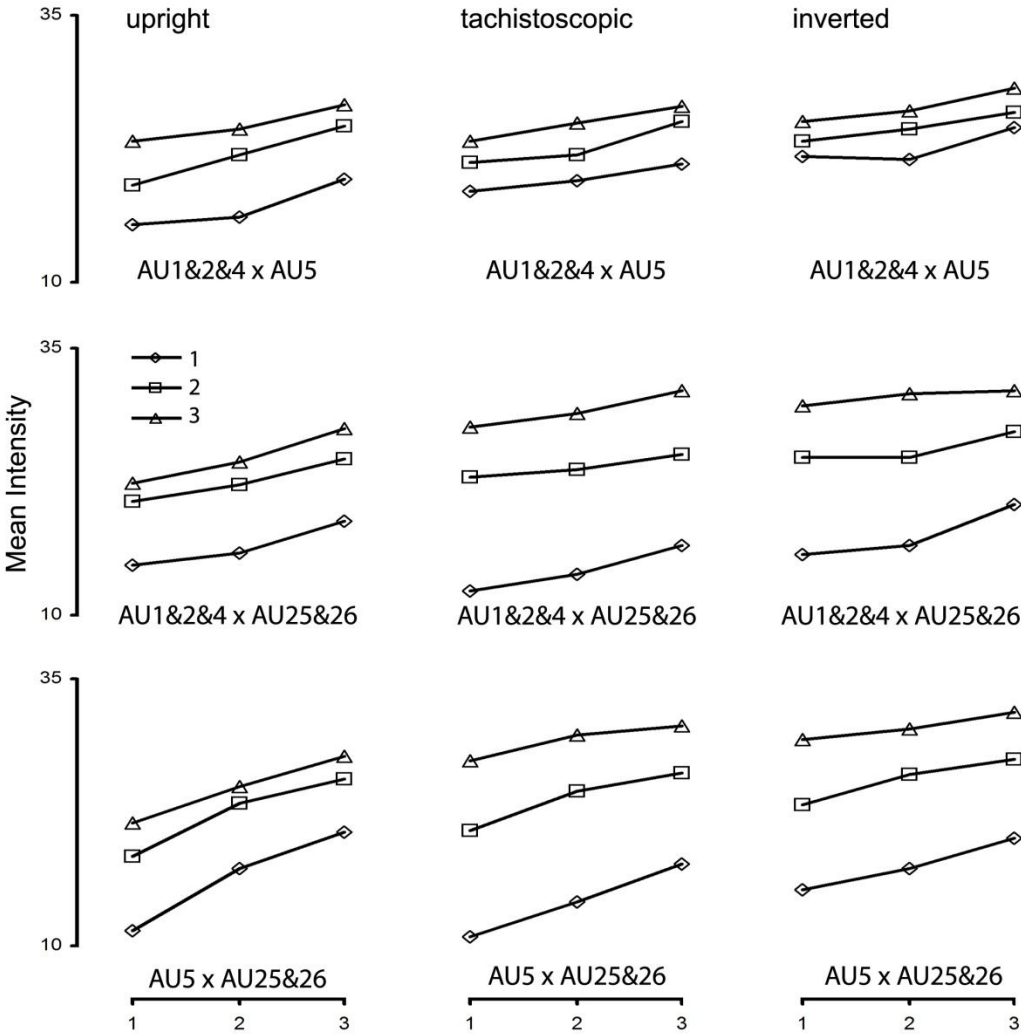 35 upright tachistoscopic inverted
10
AU1&2&4 x AU5 AU1&2&4 x AU5 AU1&2&4 x AU5
Mean Intensity
35
1
2
3
10
AU1&2&4 x AU25&26 AU1&2&4 x AU25&26 AU1&2&4 x AU25&26
35
10
AU5 x AU25&26 AU5 x AU25&26 AU5 x AU25&26
1 2 3 1 2 3 1 2 3